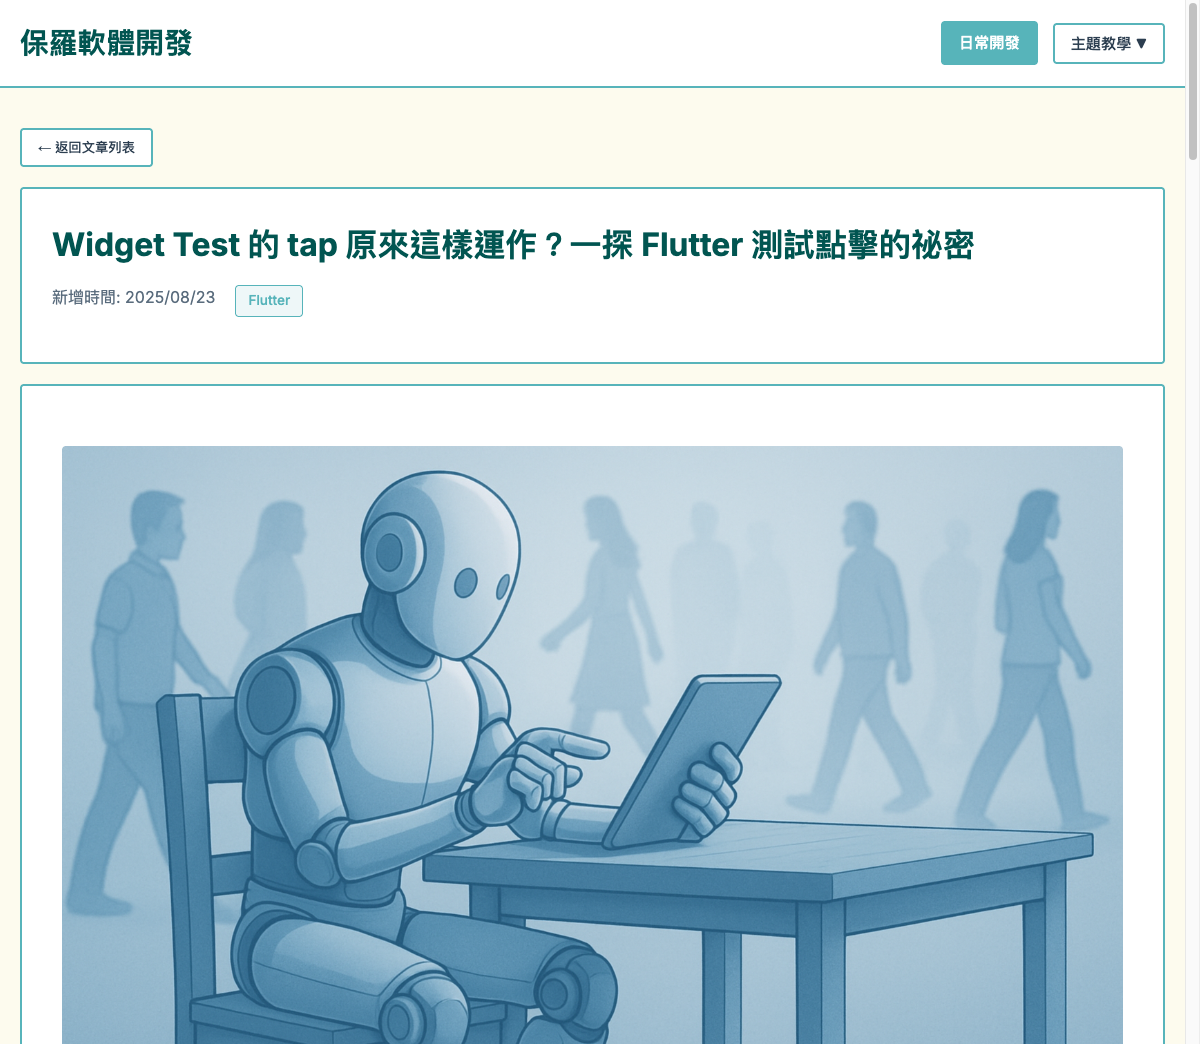 保羅軟體開發
日常開發
主題教學 ▼
← 返回文章列表
Widget Test 的 tap 原來這樣運作？一探 Flutter 測試點擊的祕密
新增時間: 2025/08/23
Flutter